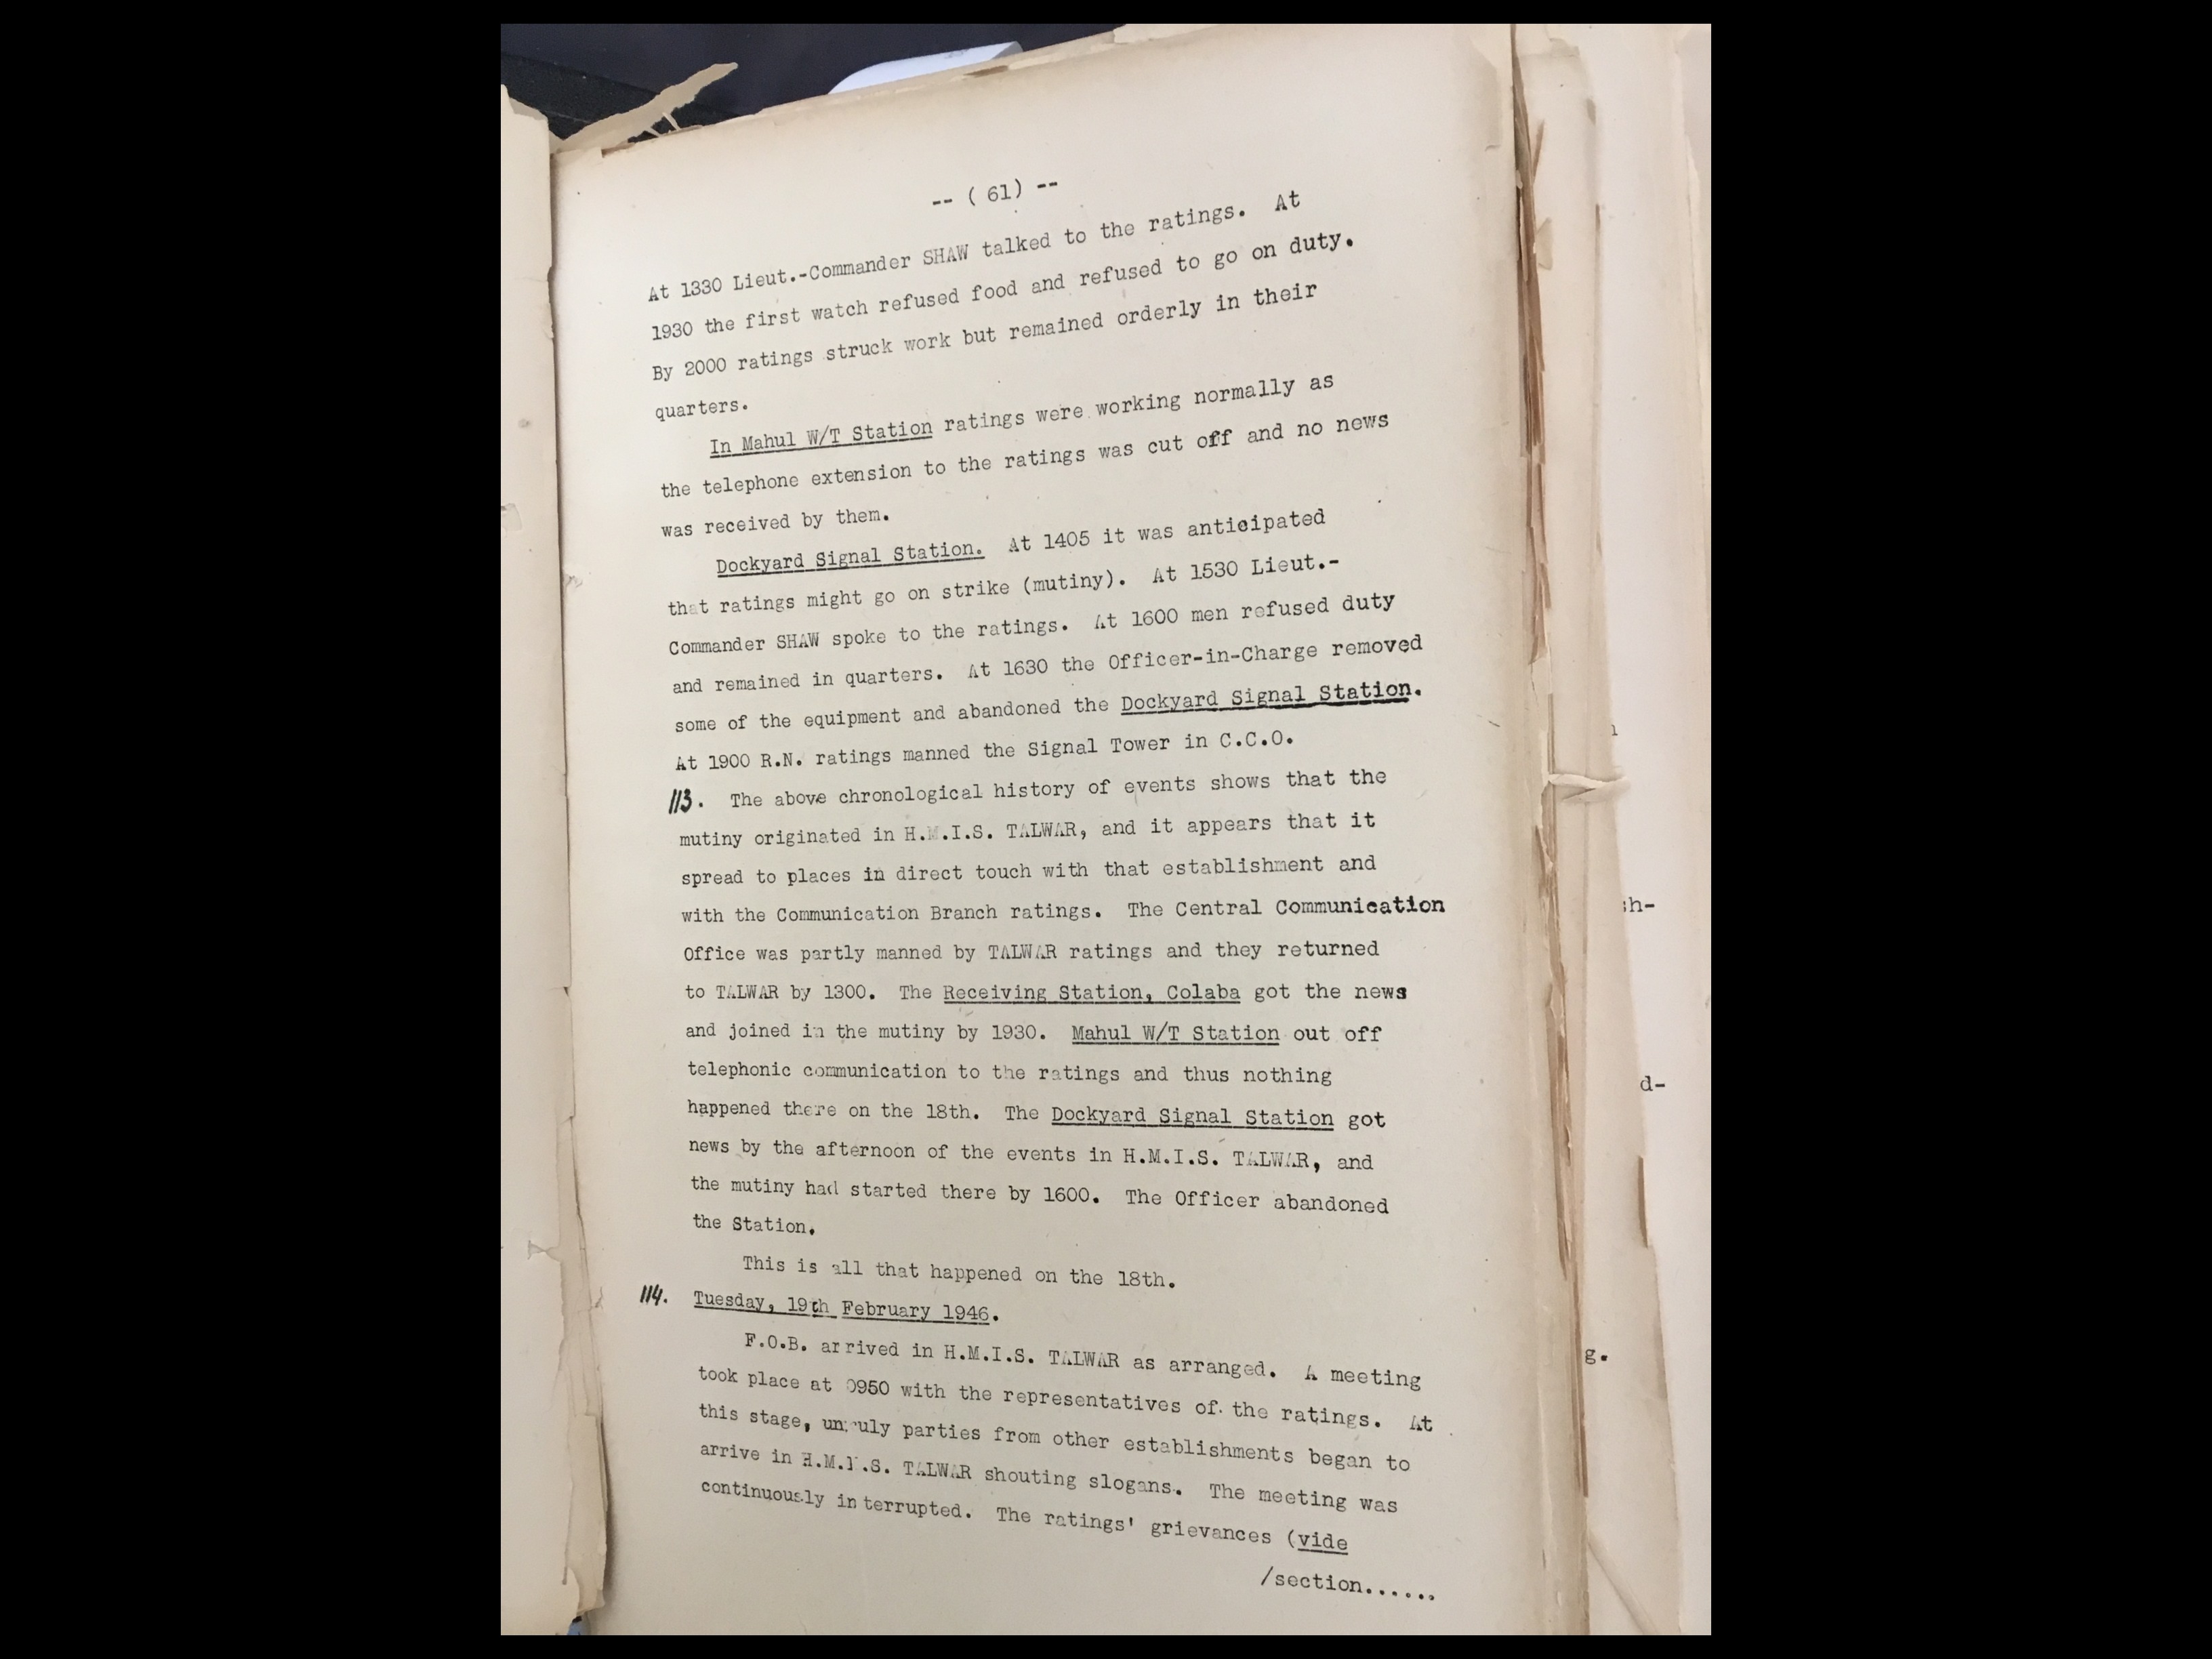 -- ( 61) --
At 1330 Lieut.-Commander SHAW talked to the ratings. At
1930 the first watch refused food and refused to go on duty.
By 2000 ratings struck work but remained orderly in their
quarters.
In Mahul W/T Station ratings were working normally as
the telephone extension to the ratings was cut off and no news
was received by them.
Dockyard Signal Station. At 1405 it was anticipated
that ratings might go on strike (mutiny). At 1530 Lieut.-
Commander SHAW spoke to the ratings. At 1600 men refused duty
and remained in quarters. At 1630 the Officer-in-Charge removed
some of the equipment and abandoned the Dockyard Signal Station.
At 1900 R.N. ratings manned the Signal Tower in C.C.O.
113. The above chronological history of events shows that the
mutiny originated in H.M.I.S. TALWAR, and it appears that it
spread to places in direct touch with that establishment and
with the Communication Branch ratings. The Central Communication
Office was partly manned by TALWAR ratings and they returned
to TALWAR by 1300. The Receiving Station, Colaba got the news
and joined in the mutiny by 1930. Mahul W/T Station out off
telephonic communication to the ratings and thus nothing
happened there on the 18th. The Dockyard Signal Station got
news by the afternoon of the events in H.M.I.S. TALWAR, and
the mutiny had started there by 1600. The Officer abandoned
the Station.
This is all that happened on the 18th.
114. Tuesday, 19th February 1946.
F.O.B. arrived in H.M.I.S. TALWAR as arranged. A meeting
took place at 0950 with the representatives of the ratings. At
this stage, unruly parties from other establishments began to
arrive in H.M.I.S. TALWAR shouting slogans. The meeting was
continuously interrupted. The ratings' grievances (vide
/section......
h-
d-
g.